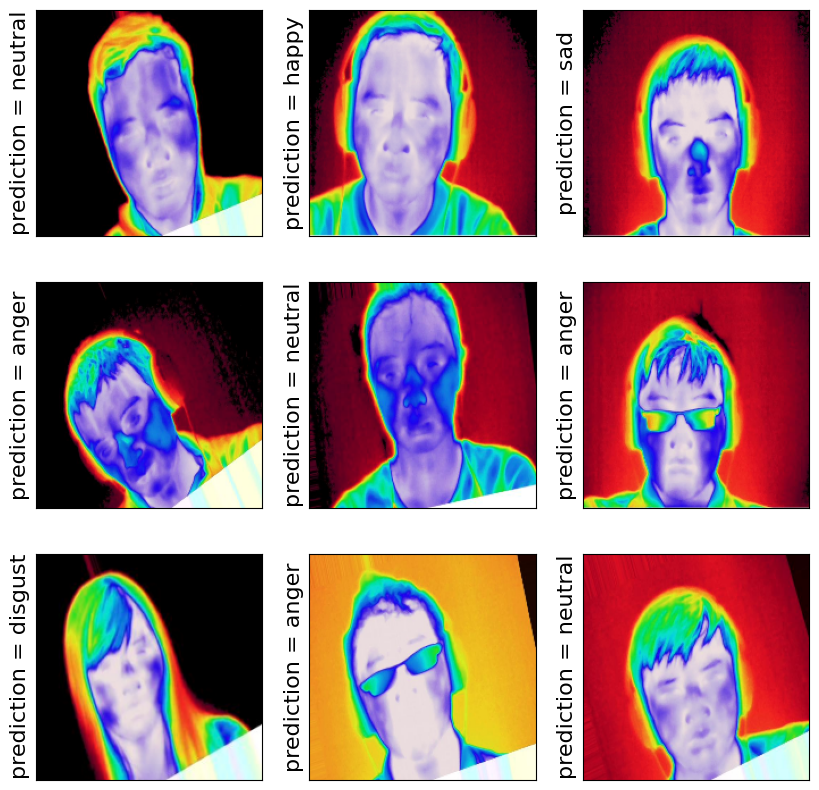 prediction = neutral
prediction = happy
prediction = sad
prediction = anger
prediction = neutral
prediction = anger
prediction = disgust
prediction = anger
prediction = neutral